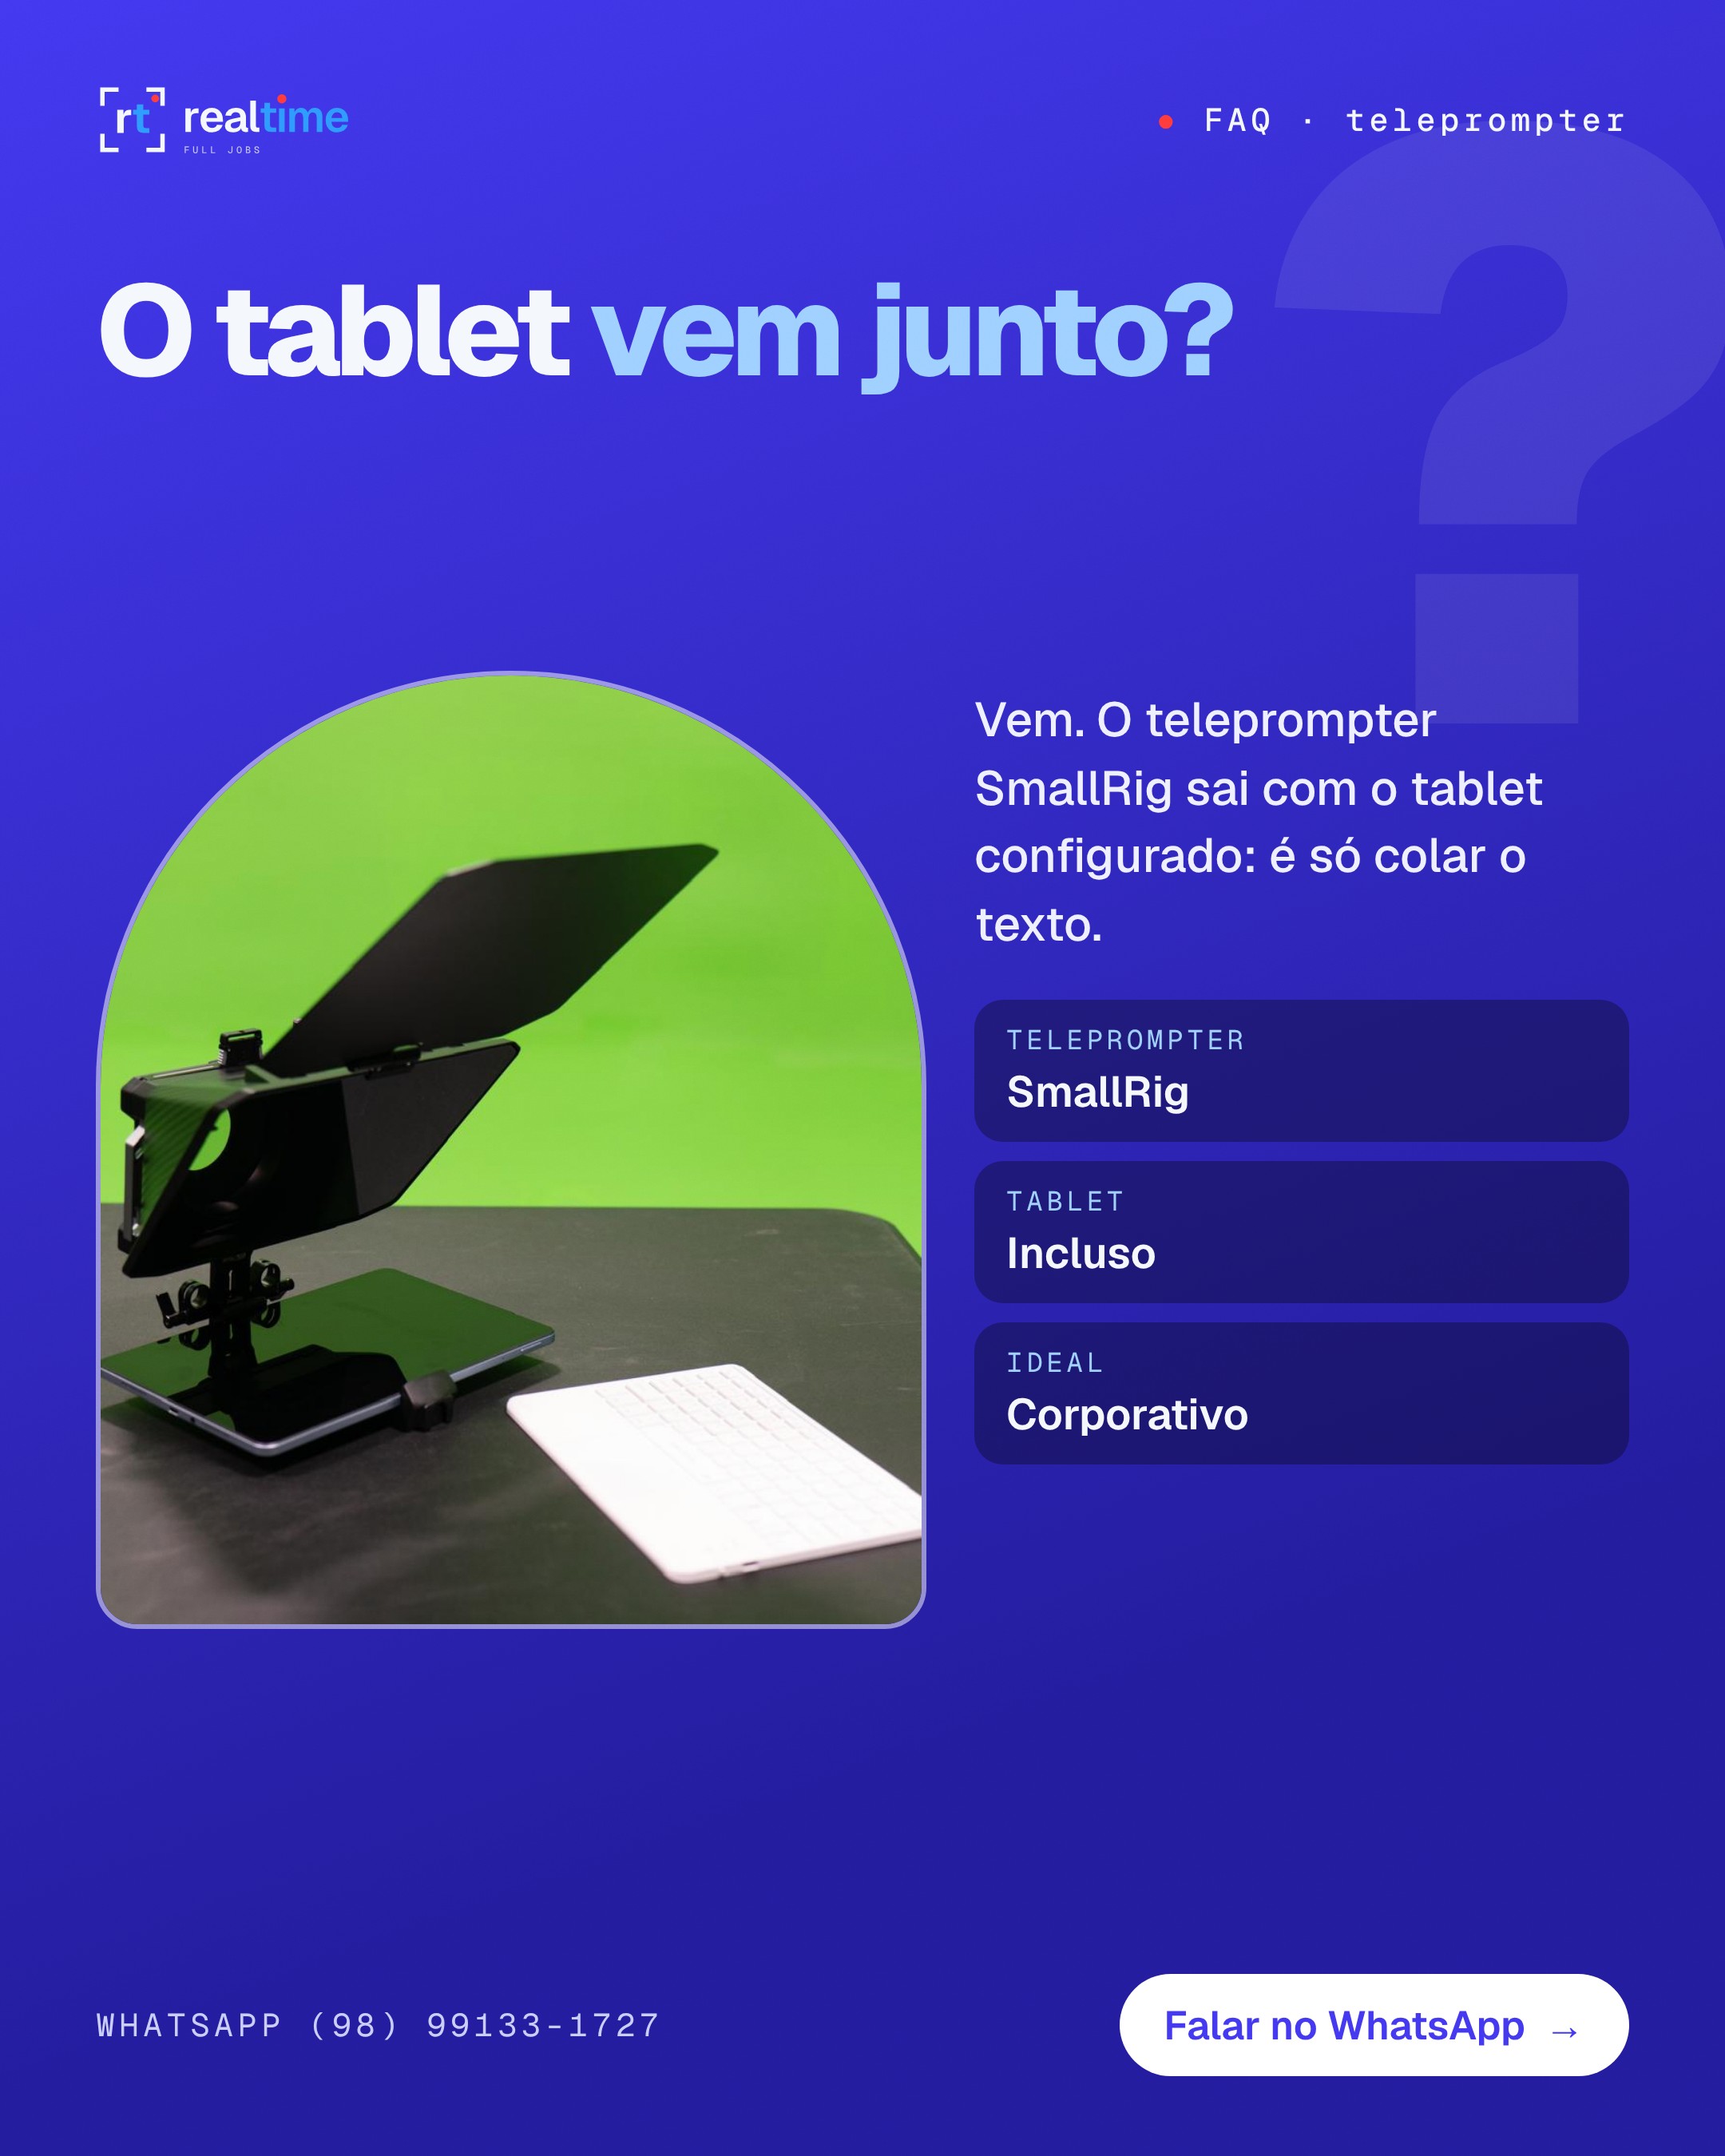 rt realtime
FULL JOBS
FAQ · teleprompter
O tablet vem junto?
?
Vem. O teleprompter
SmallRig sai com o tablet
configurado: é só colar o
texto.
TELEPROMPTER
SmallRig
TABLET
Incluso
IDEAL
Corporativo
WHATSAPP (98) 99133-1727
Falar no WhatsApp →